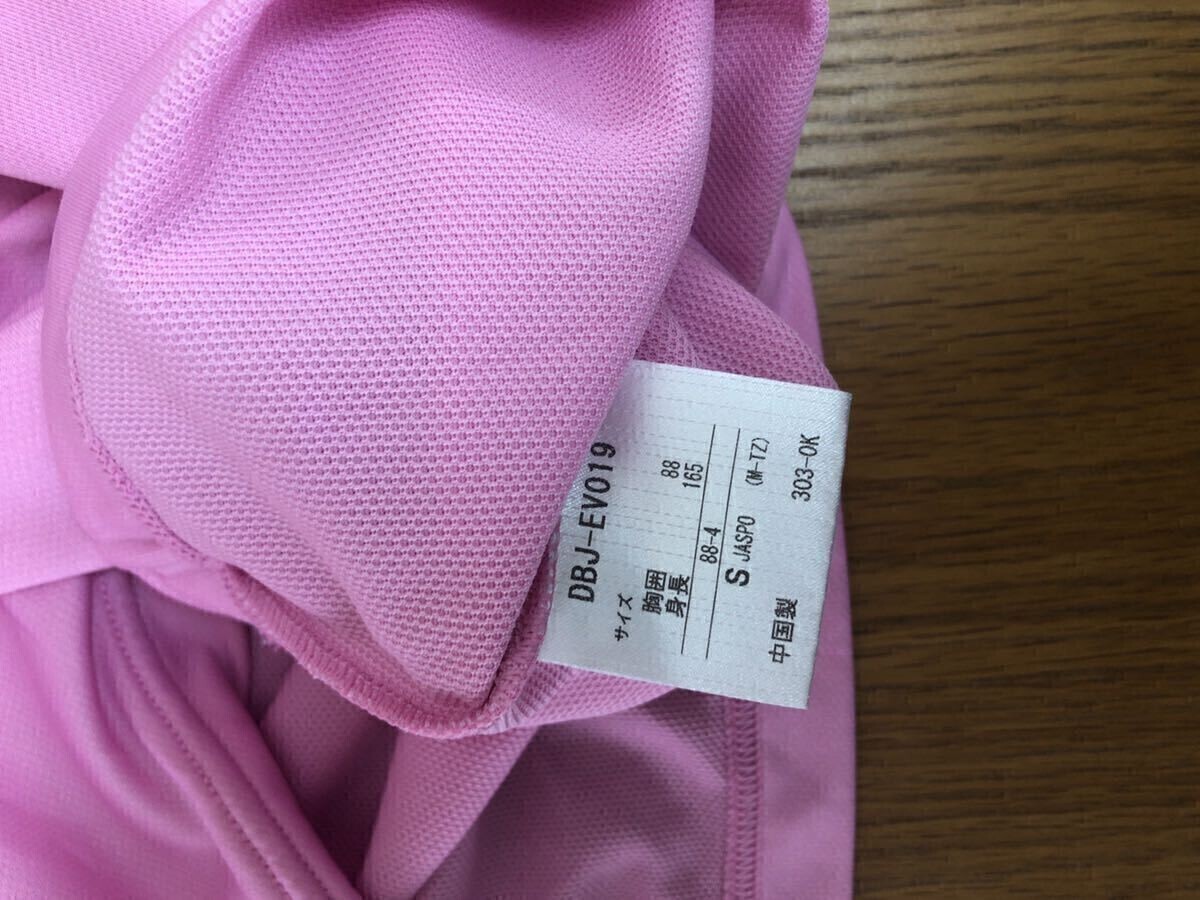 DBJ-EV019
サイズ
胸囲 88
身長 165
88-4
S JASPO (M-TZ)
中国製 303-0K